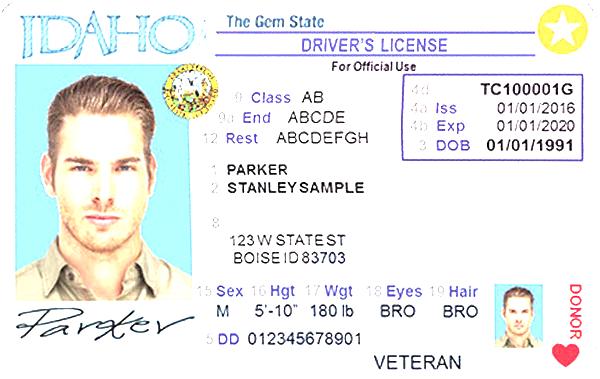 IDAHO
The Gem State
DRIVER'S LICENSE
For Official Use
9 Class AB
9a End ABCDE
12 Rest ABCDEFGH
4d TC100001G
4a Iss 01/01/2016
4b Exp 01/01/2020
3 DOB 01/01/1991
1 PARKER
2 STANLEYSAMPLE
8
123 W STATE ST
BOISE ID 83703
15 Sex 16 Hgt 17 Wgt 18 Eyes 19 Hair
M 5'-10" 180 lb BRO BRO
5 DD 012345678901
VETERAN
Parker
DONOR